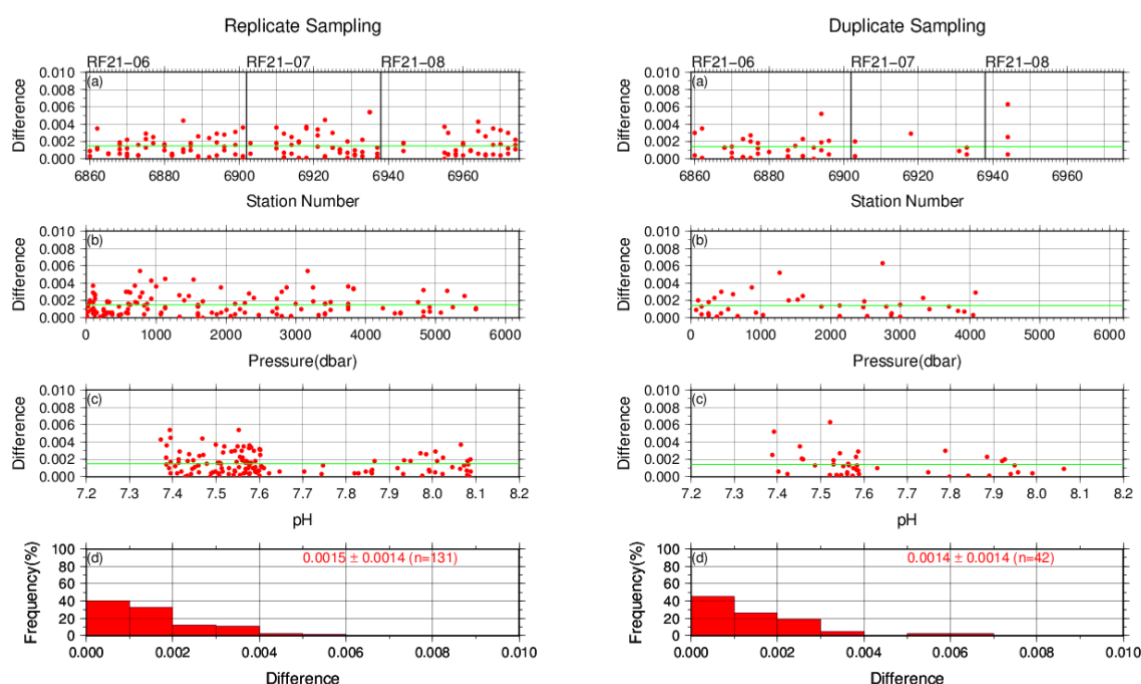 Replicate Sampling
RF21−06 RF21−07 RF21−08
(a)
Difference
0.010
0.008
0.006
0.004
0.002
0.000
6860 6880 6900 6920 6940 6960
Station Number
(b)
Difference
0.010
0.008
0.006
0.004
0.002
0.000
0 1000 2000 3000 4000 5000 6000
Pressure(dbar)
(c)
Difference
0.010
0.008
0.006
0.004
0.002
0.000
7.2 7.3 7.4 7.5 7.6 7.7 7.8 7.9 8.0 8.1 8.2
pH
(d)
0.0015 ± 0.0014 (n=131)
Frequency(%)
100
80
60
40
20
0
0.000 0.002 0.004 0.006 0.008 0.010
Difference
Duplicate Sampling
RF21−06 RF21−07 RF21−08
(a)
Difference
0.010
0.008
0.006
0.004
0.002
0.000
6860 6880 6900 6920 6940 6960
Station Number
(b)
Difference
0.010
0.008
0.006
0.004
0.002
0.000
0 1000 2000 3000 4000 5000 6000
Pressure(dbar)
(c)
Difference
0.010
0.008
0.006
0.004
0.002
0.000
7.2 7.3 7.4 7.5 7.6 7.7 7.8 7.9 8.0 8.1 8.2
pH
(d)
0.0014 ± 0.0014 (n=42)
Frequency(%)
100
80
60
40
20
0
0.000 0.002 0.004 0.006 0.008 0.010
Difference